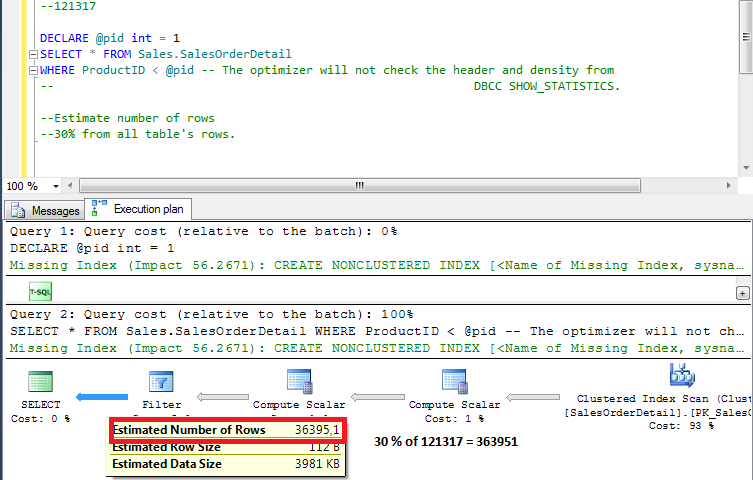 --121317
DECLARE @pid int = 1
SELECT * FROM Sales.SalesOrderDetail
WHERE ProductID < @pid -- The optimizer will not check the header and density from
-- DBCC SHOW_STATISTICS.
--Estimate number of rows
--30% from all table's rows.
100 %
Messages
Execution plan
Query 1: Query cost (relative to the batch): 0%
DECLARE @pid int = 1
Missing Index (Impact 56.2671): CREATE NONCLUSTERED INDEX [<Name of Missing Index, sysna…
T-SQL
Query 2: Query cost (relative to the batch): 100%
SELECT * FROM Sales.SalesOrderDetail WHERE ProductID < @pid -- The optimizer will not ch…
Missing Index (Impact 56.2671): CREATE NONCLUSTERED INDEX [<Name of Missing Index, sysna…
SELECT
Cost: 0 %
Filter
Compute Scalar
Compute Scalar
Cost: 1 %
Clustered Index Scan (Clus
[SalesOrderDetail].[PK_SalesO
Cost: 93 %
Estimated Number of Rows 36395,1
Estimated Row Size 112 B
Estimated Data Size 3981 KB
30 % of 121317 = 363951